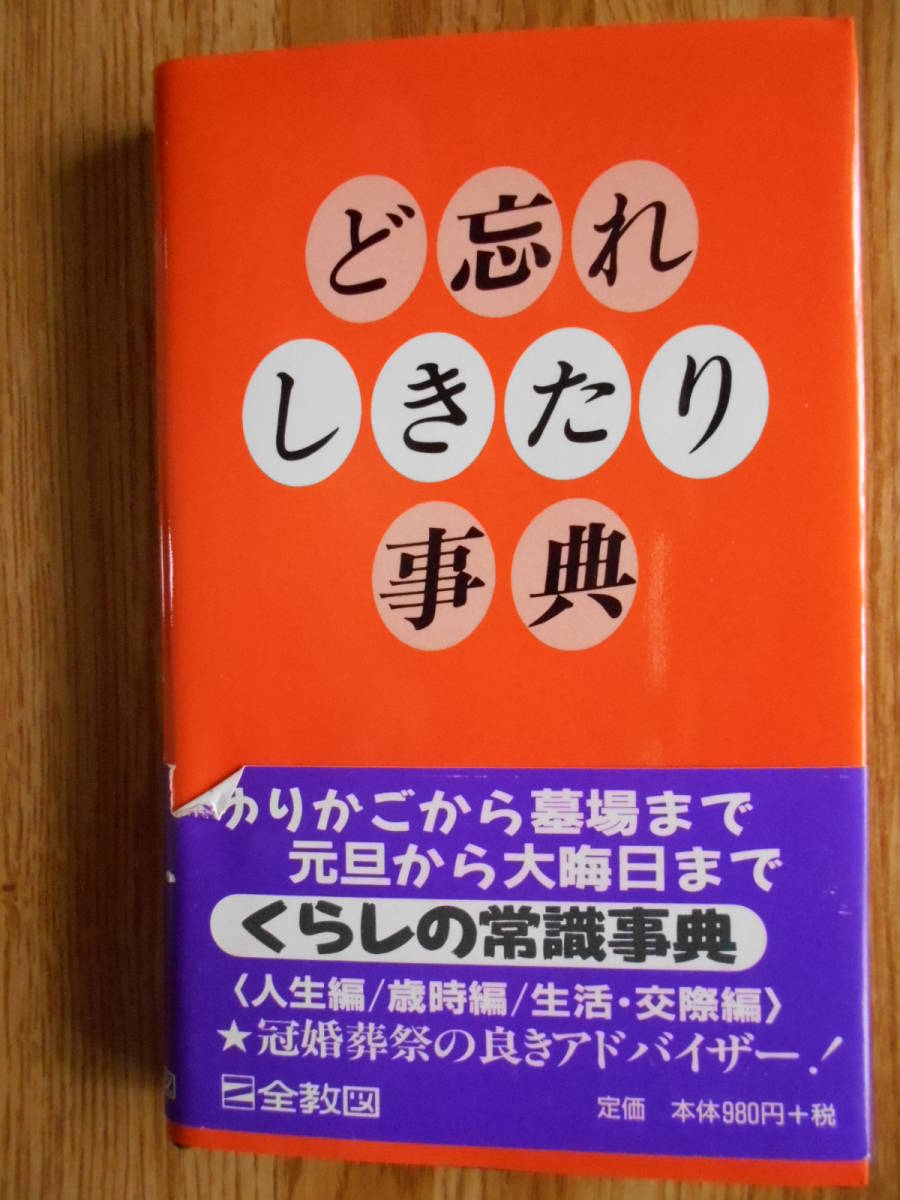 ど忘れ
しきたり
事典
ゆりかごから墓場まで
元旦から大晦日まで
くらしの常識事典
〈人生編/歳時編/生活・交際編〉
★冠婚葬祭の良きアドバイザー!
全教図
定価 本体980円+税